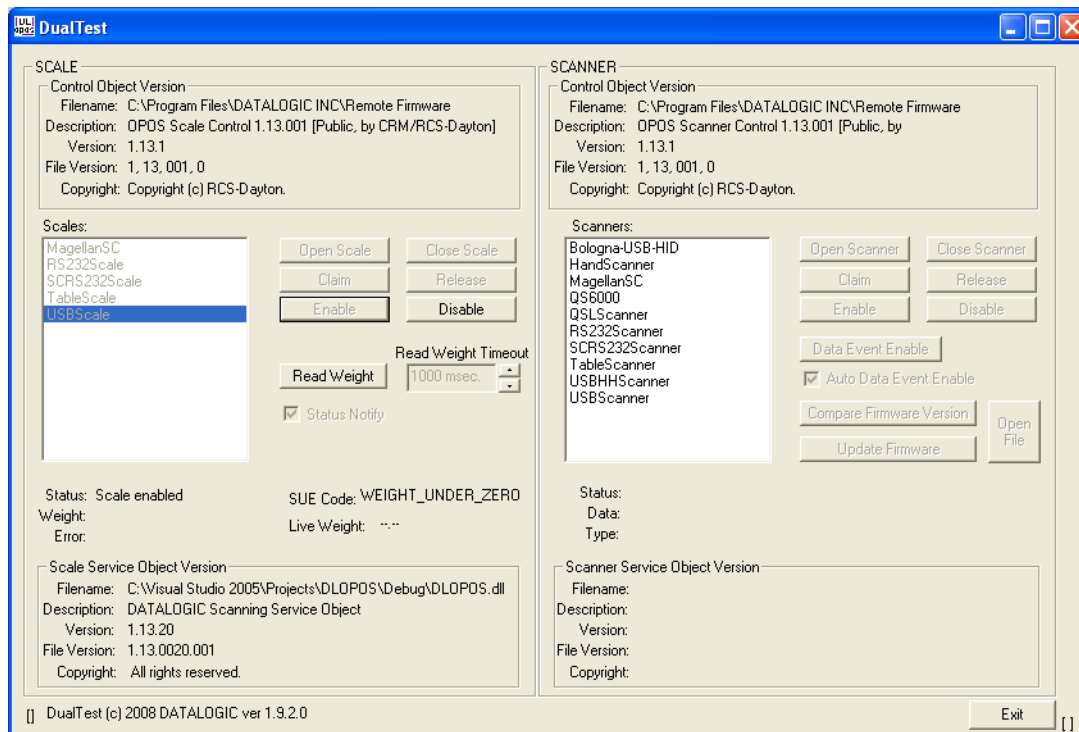 JUL
opos
DualTest
SCALE
Control Object Version
Filename: C:\Program Files\DATALOGIC INC\Remote Firmware
Description: OPOS Scale Control 1.13.001 [Public, by CRM/RCS-Dayton]
Version: 1.13.1
File Version: 1, 13, 001, 0
Copyright: Copyright (c) RCS-Dayton.
Scales:
MagellanSC
RS232Scale
SCRS232Scale
TableScale
USBScale
Open Scale
Close Scale
Claim
Release
Enable
Disable
Read Weight Timeout
Read Weight
1000 msec.
Status Notify
Status: Scale enabled
SUE Code: WEIGHT_UNDER_ZERO
Weight:
Live Weight: --.--
Error:
Scale Service Object Version
Filename: C:\Visual Studio 2005\Projects\DLOPOS\Debug\DLOPOS.dll
Description: DATALOGIC Scanning Service Object
Version: 1.13.20
File Version: 1.13.0020.001
Copyright: All rights reserved.
SCANNER
Control Object Version
Filename: C:\Program Files\DATALOGIC INC\Remote Firmware
Description: OPOS Scanner Control 1.13.001 [Public, by
Version: 1.13.1
File Version: 1, 13, 001, 0
Copyright: Copyright (c) RCS-Dayton.
Scanners:
Bologna-USB-HID
HandScanner
MagellanSC
QS6000
QSLScanner
RS232Scanner
SCRS232Scanner
TableScanner
USBHHScanner
USBScanner
Open Scanner
Close Scanner
Claim
Release
Enable
Disable
Data Event Enable
Auto Data Event Enable
Compare Firmware Version
Open
File
Update Firmware
Status:
Data:
Type:
Scanner Service Object Version
Filename:
Description:
Version:
File Version:
Copyright:
[] DualTest (c) 2008 DATALOGIC ver 1.9.2.0
Exit
[ ]